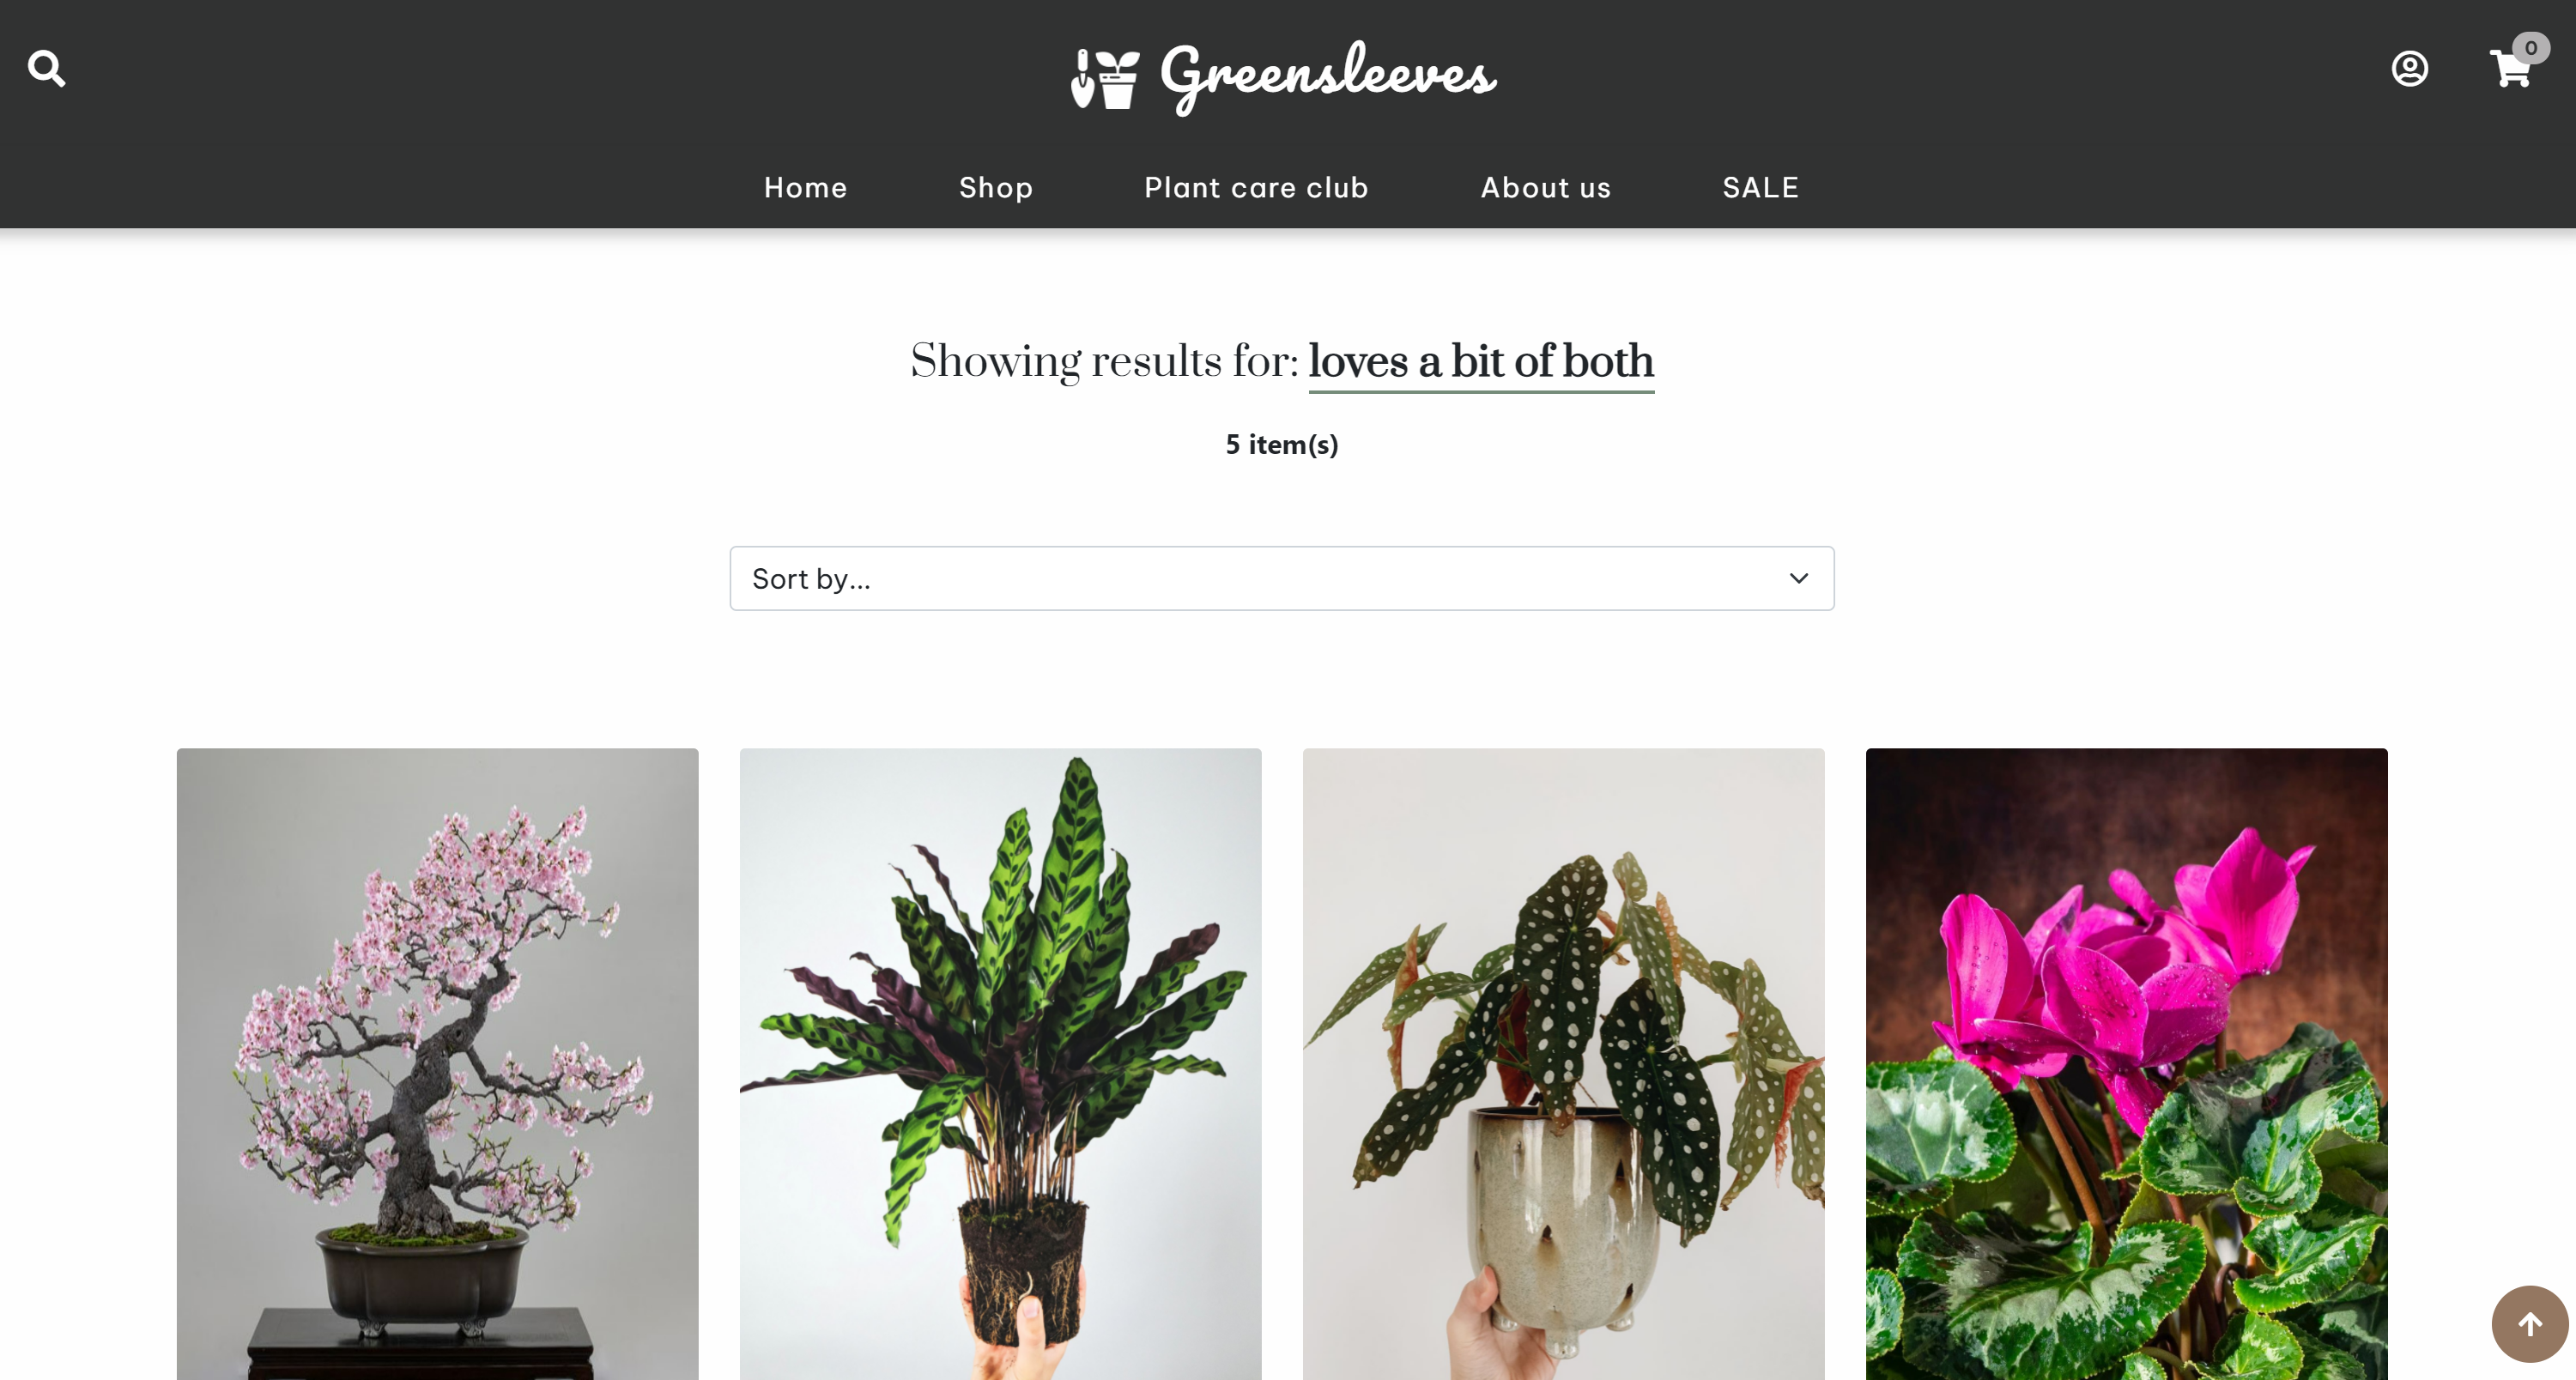 Greensleeves
0
Home Shop Plant care club About us SALE
Showing results for: loves a bit of both
5 item(s)
Sort by...